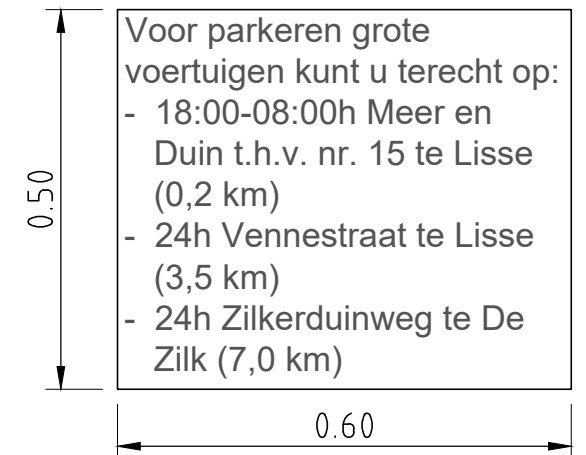 Voor parkeren grote
voertuigen kunt u terecht op:
- 18:00-08:00h Meer en
Duin t.h.v. nr. 15 te Lisse
(0,2 km)
- 24h Vennestraat te Lisse
(3,5 km)
- 24h Zilkerduinweg te De
Zilk (7,0 km)
0.50
0.60